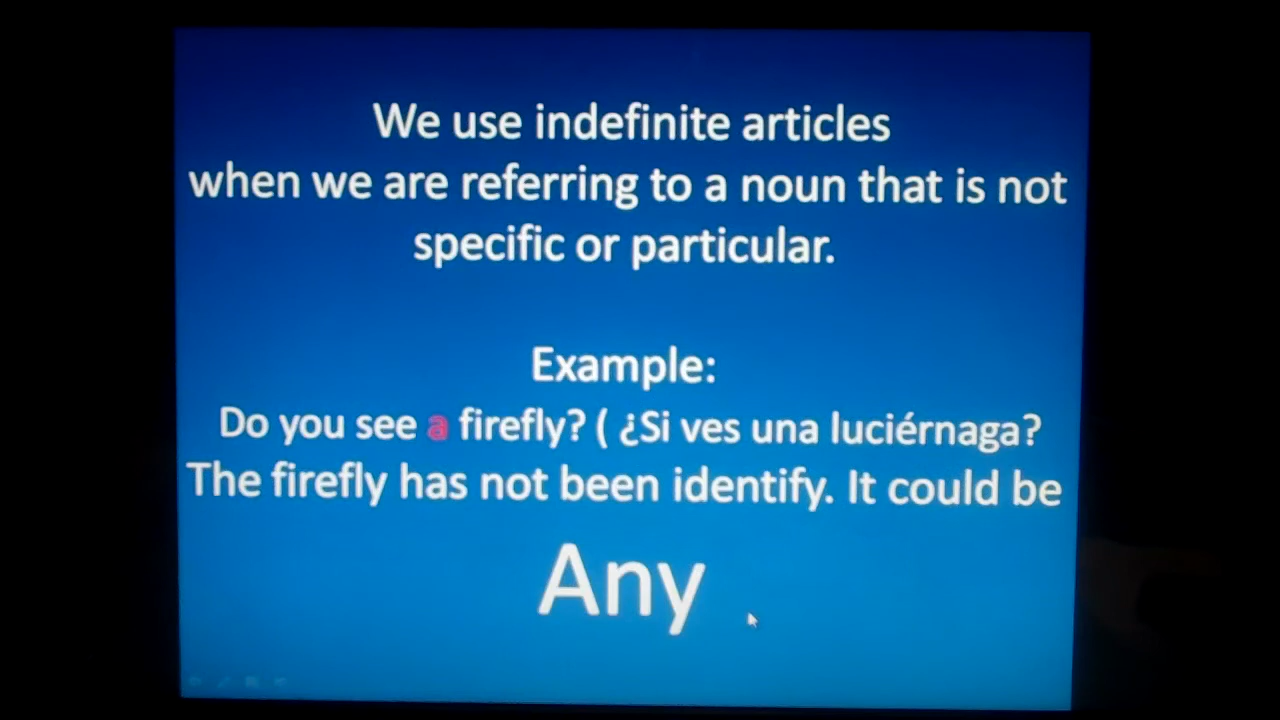 We use indefinite articles
when we are referring to a noun that is not
specific or particular.
Example:
Do you see a firefly? ( ¿Si ves una luciérnaga?
The firefly has not been identify. It could be
Any